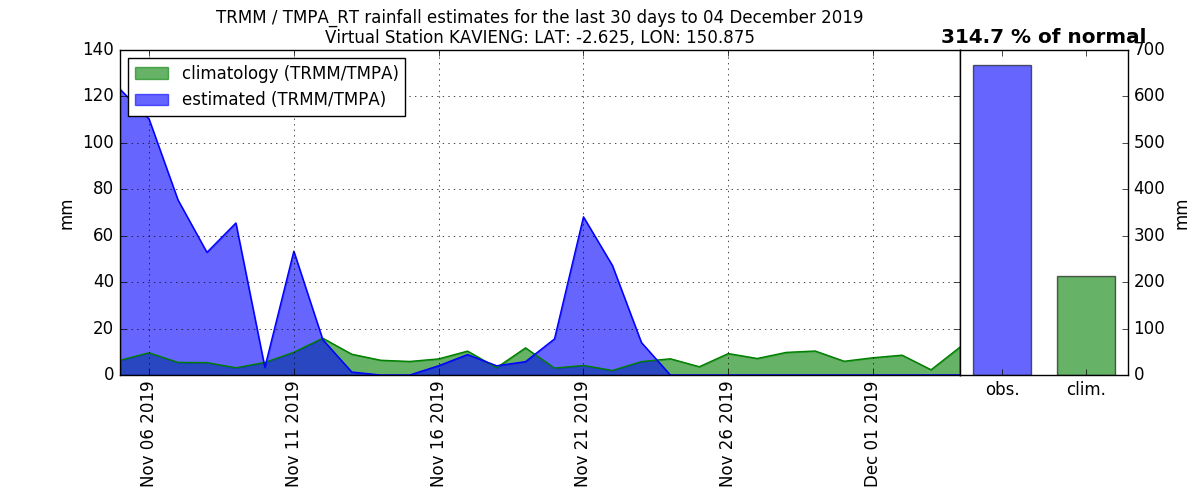 TRMM / TMPA_RT rainfall estimates for the last 30 days to 04 December 2019
Virtual Station KAVIENG: LAT: -2.625, LON: 150.875
314.7 % of normal
climatology (TRMM/TMPA)
estimated (TRMM/TMPA)
mm
140
120
100
80
60
40
20
0
Nov 06 2019
Nov 11 2019
Nov 16 2019
Nov 21 2019
Nov 26 2019
Dec 01 2019
obs.
clim.
700
600
500
400
300
200
100
0
mm